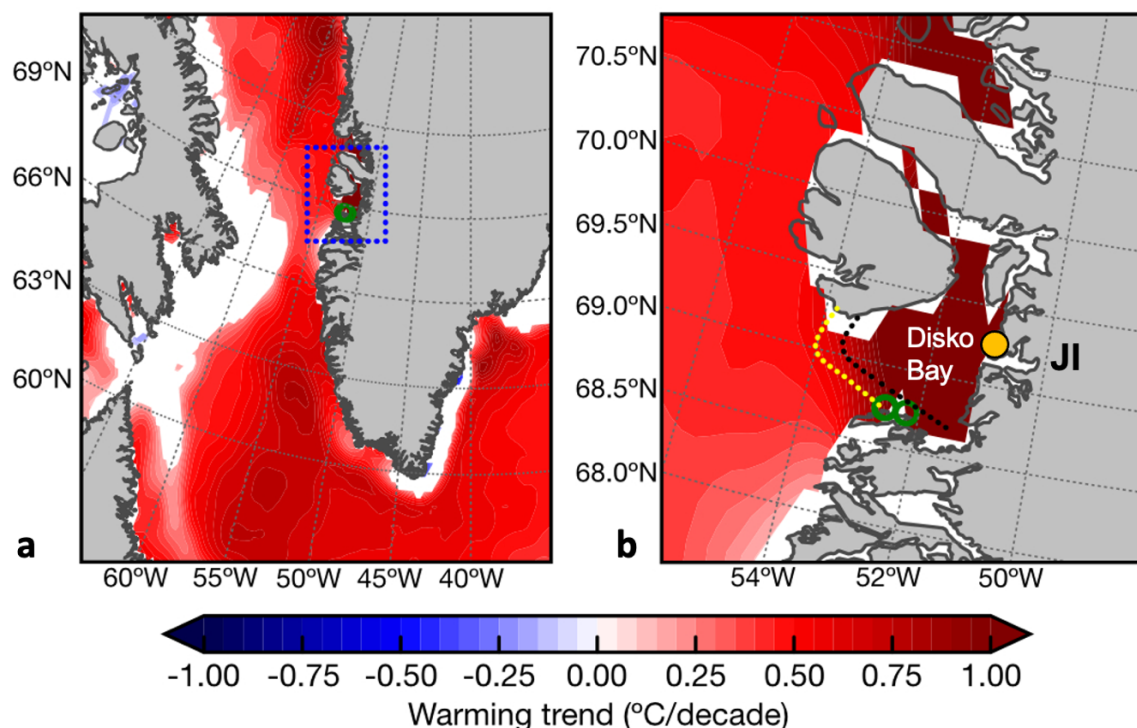 69ºN
66ºN
63ºN
60ºN
a
60ºW 55ºW 50ºW 45ºW 40ºW
70.5ºN
70.0ºN
69.5ºN
69.0ºN
68.5ºN
68.0ºN
Disko
Bay
JI
b
54ºW 52ºW 50ºW
-1.00 -0.75 -0.50 -0.25 0.00 0.25 0.50 0.75 1.00
Warming trend (ºC/decade)